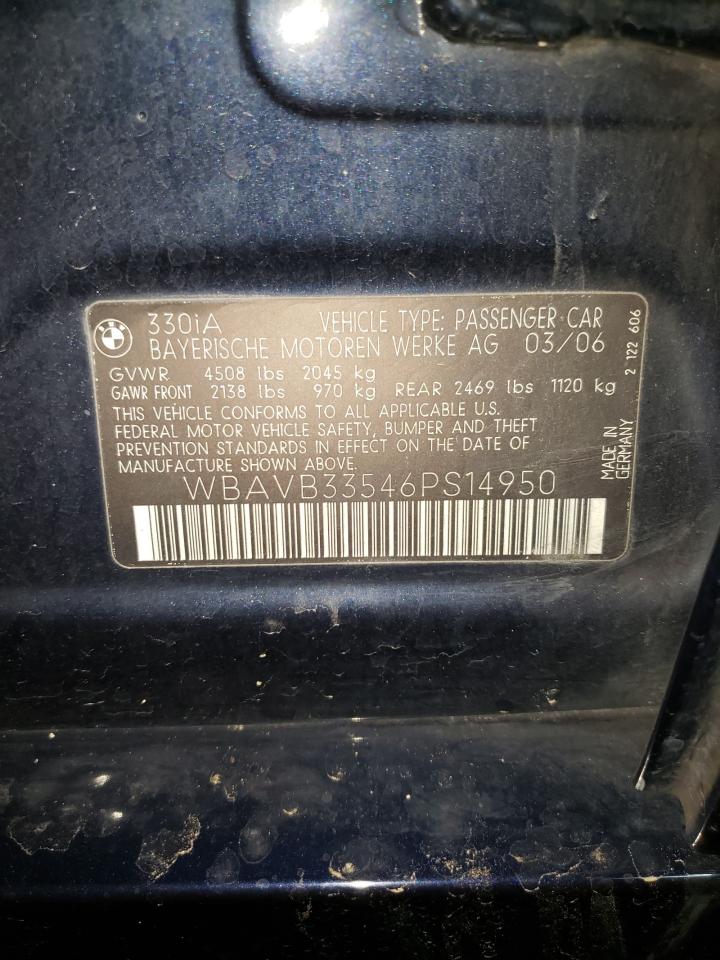 330iA VEHICLE TYPE: PASSENGER CAR
BAYERISCHE MOTOREN WERKE AG 03/06
GVWR 4508 lbs 2045 kg
GAWR FRONT 2138 lbs 970 kg REAR 2469 lbs 1120 kg
THIS VEHICLE CONFORMS TO ALL APPLICABLE U.S.
FEDERAL MOTOR VEHICLE SAFETY, BUMPER AND THEFT
PREVENTION STANDARDS IN EFFECT ON THE DATE OF
MANUFACTURE SHOWN ABOVE.
WBAVB33546PS14950
MADE IN
GERMANY
2 122 606